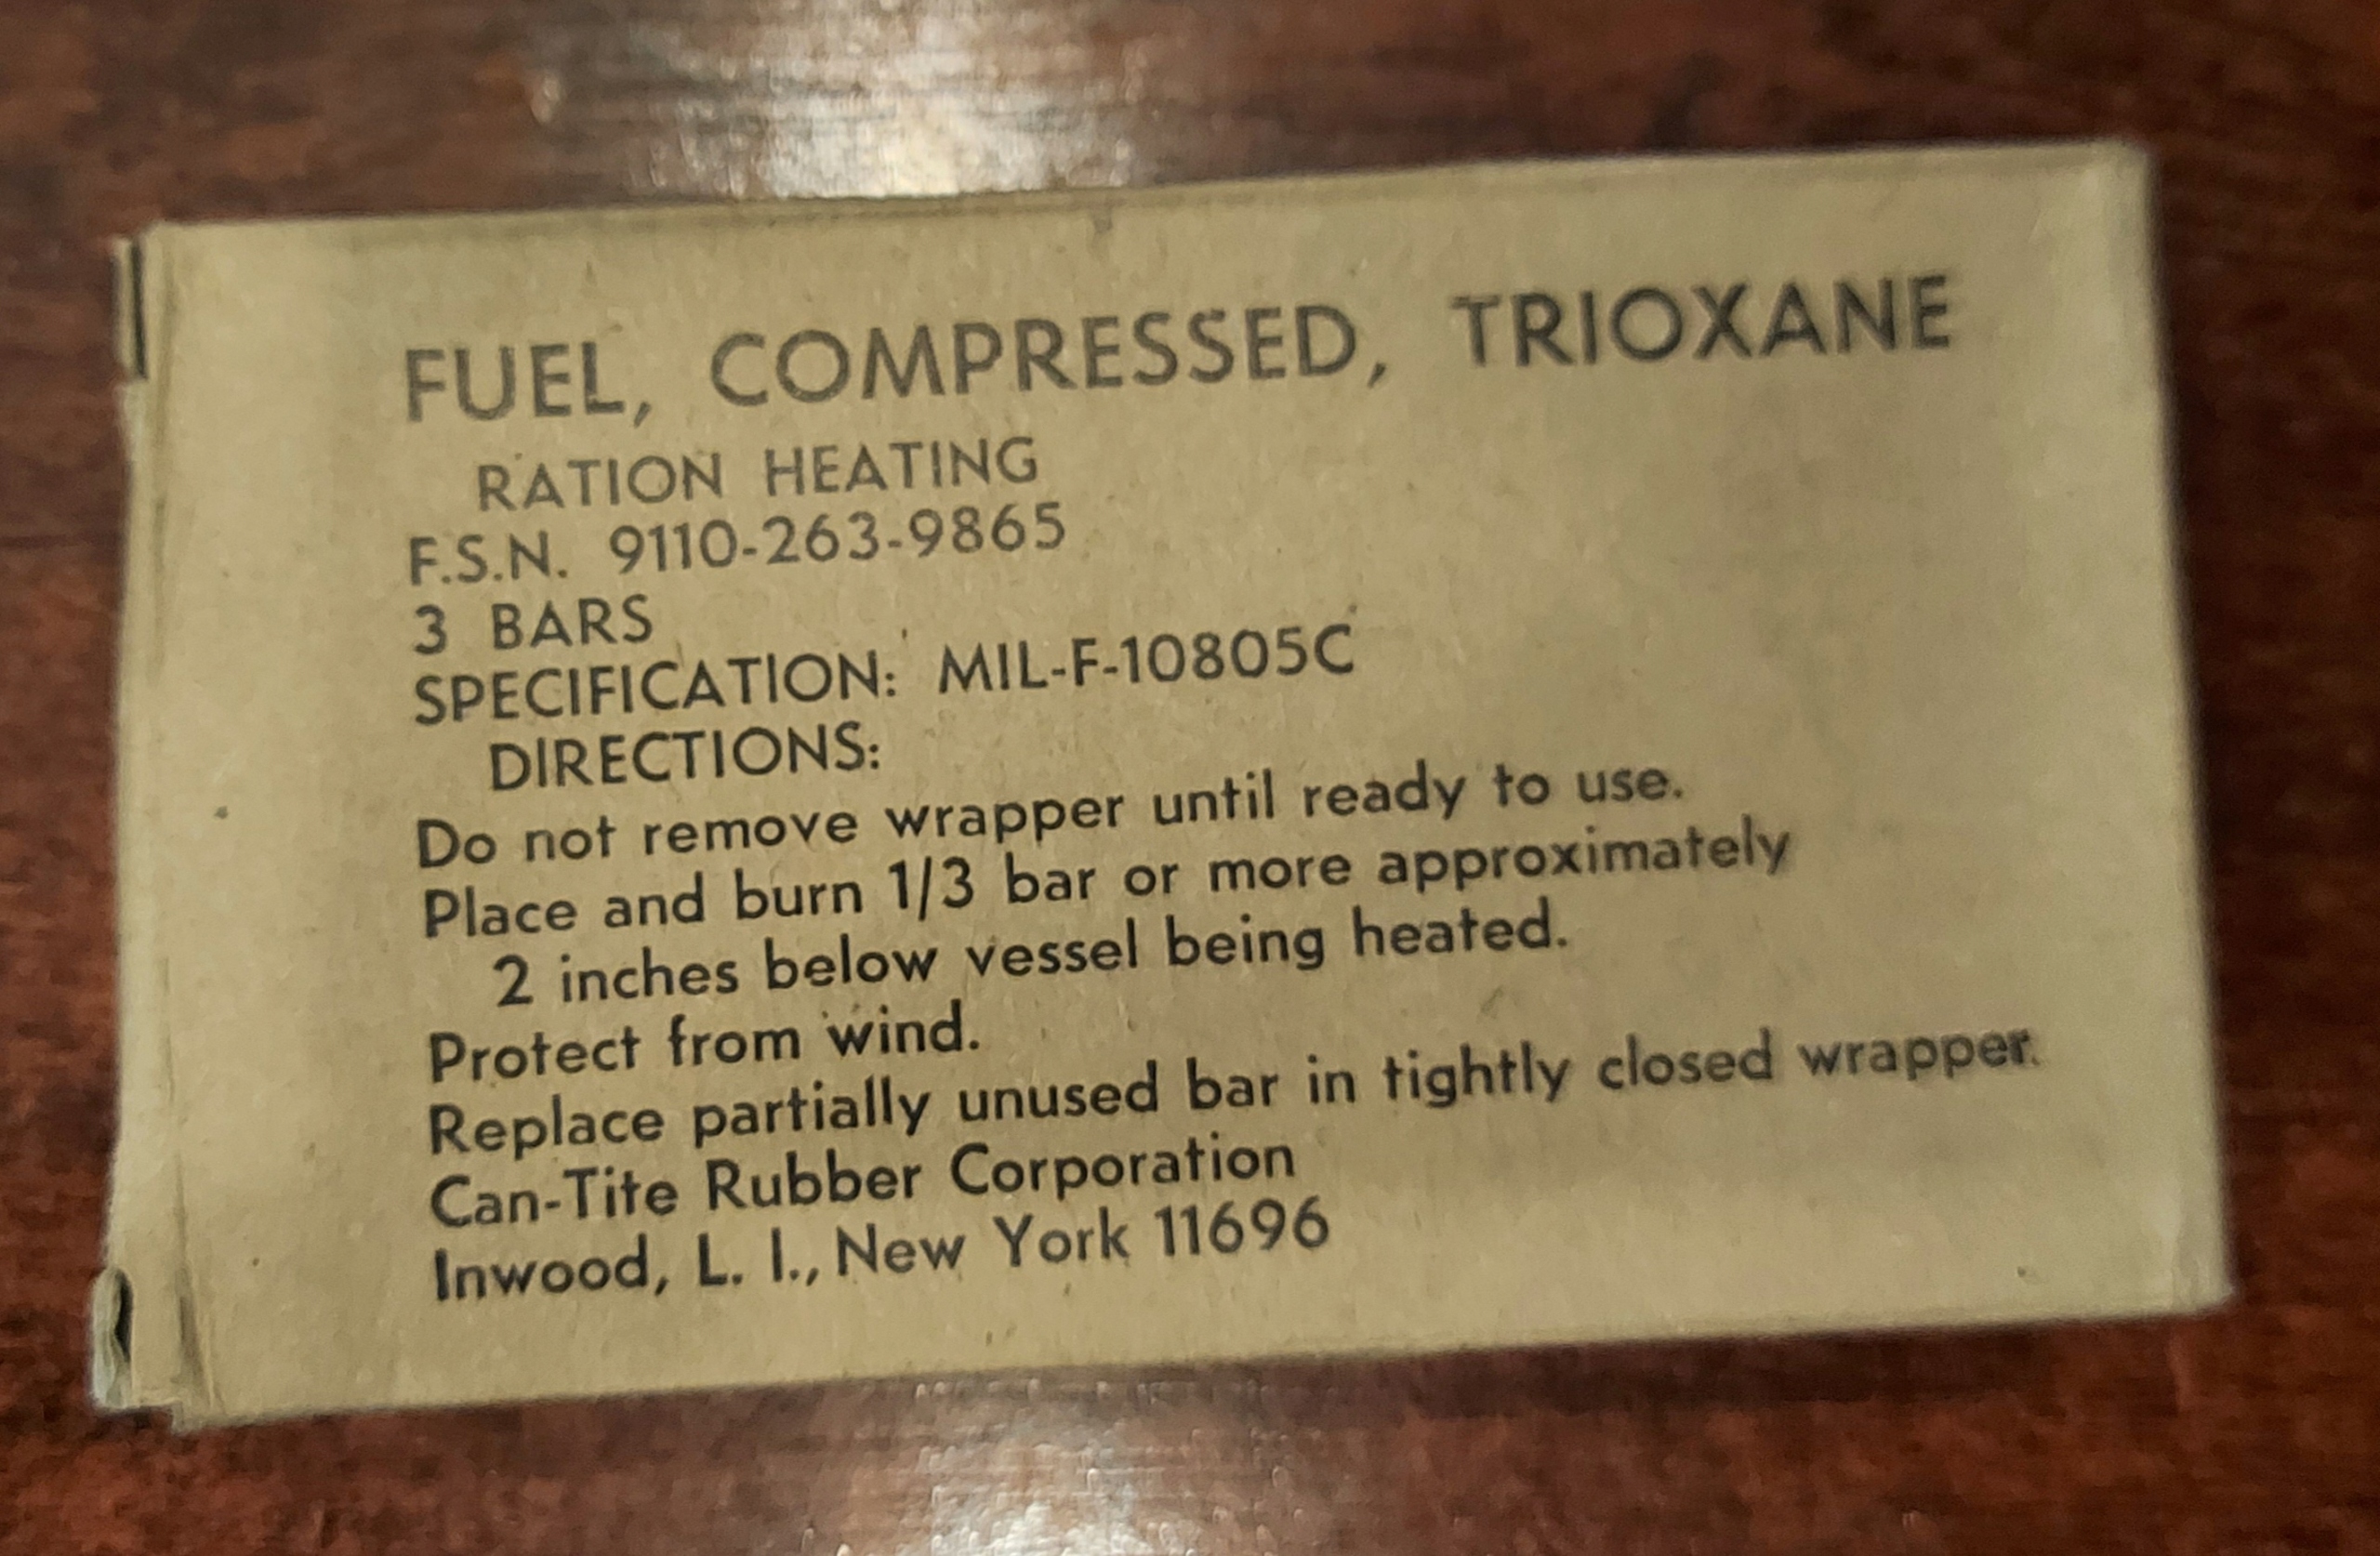 FUEL, COMPRESSED, TRIOXANE
RATION HEATING
F.S.N. 9110-263-9865
3 BARS
SPECIFICATION: MIL-F-10805C
DIRECTIONS:
Do not remove wrapper until ready to use.
Place and burn 1/3 bar or more approximately
2 inches below vessel being heated.
Protect from wind.
Replace partially unused bar in tightly closed wrapper.
Can-Tite Rubber Corporation
Inwood, L. I., New York 11696